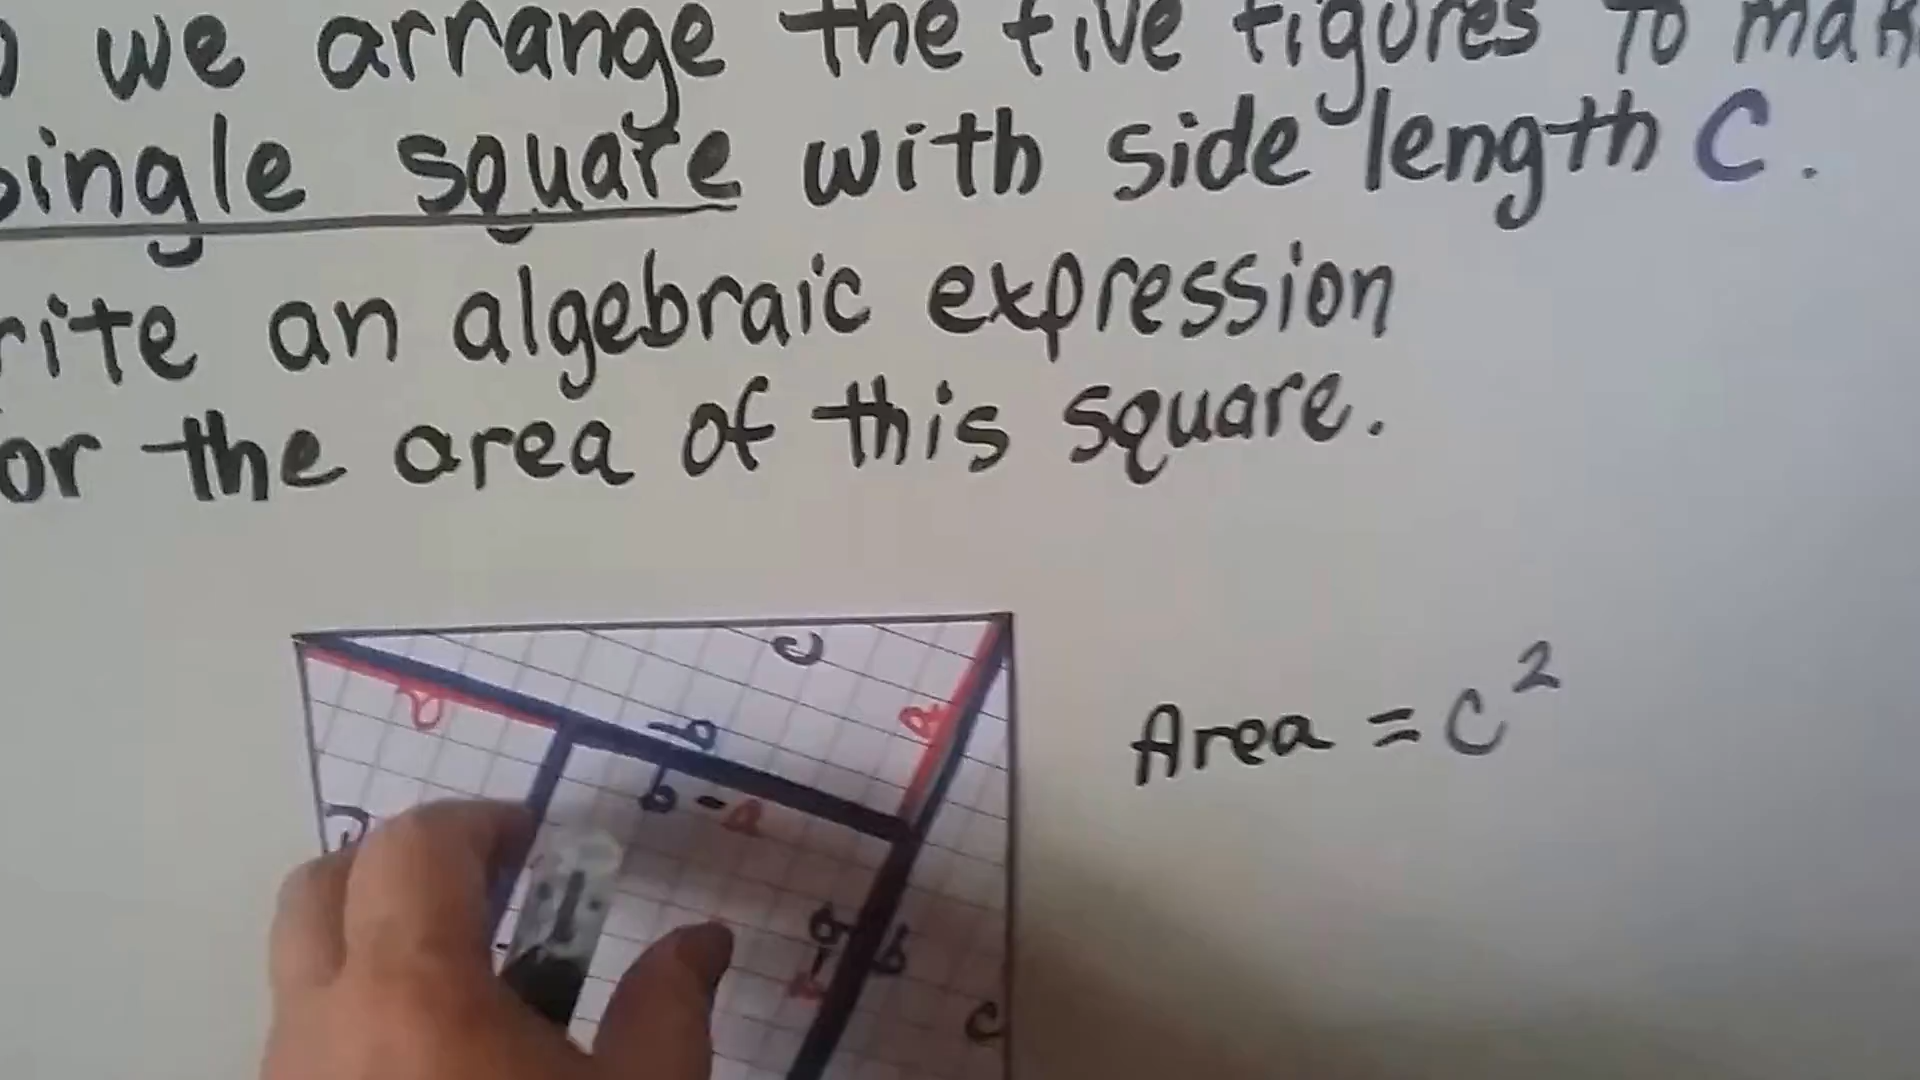 we arrange the five figures to mak
single square with side length C.
rite an algebraic expression
or the area of this square.
Area = c²
c
a
a
b
b-a
b
c